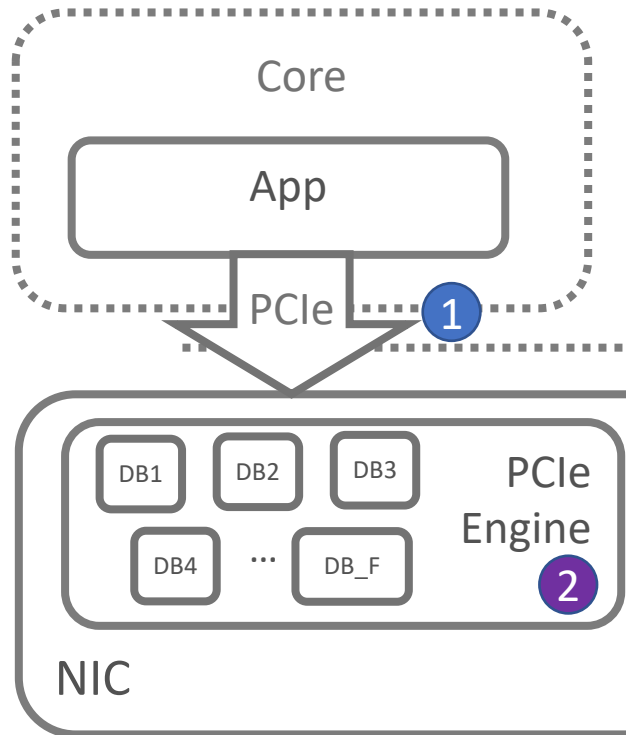 Core
App
PCIe
1
DB1
DB2
DB3
PCIe
Engine
DB4
...
DB_F
2
NIC